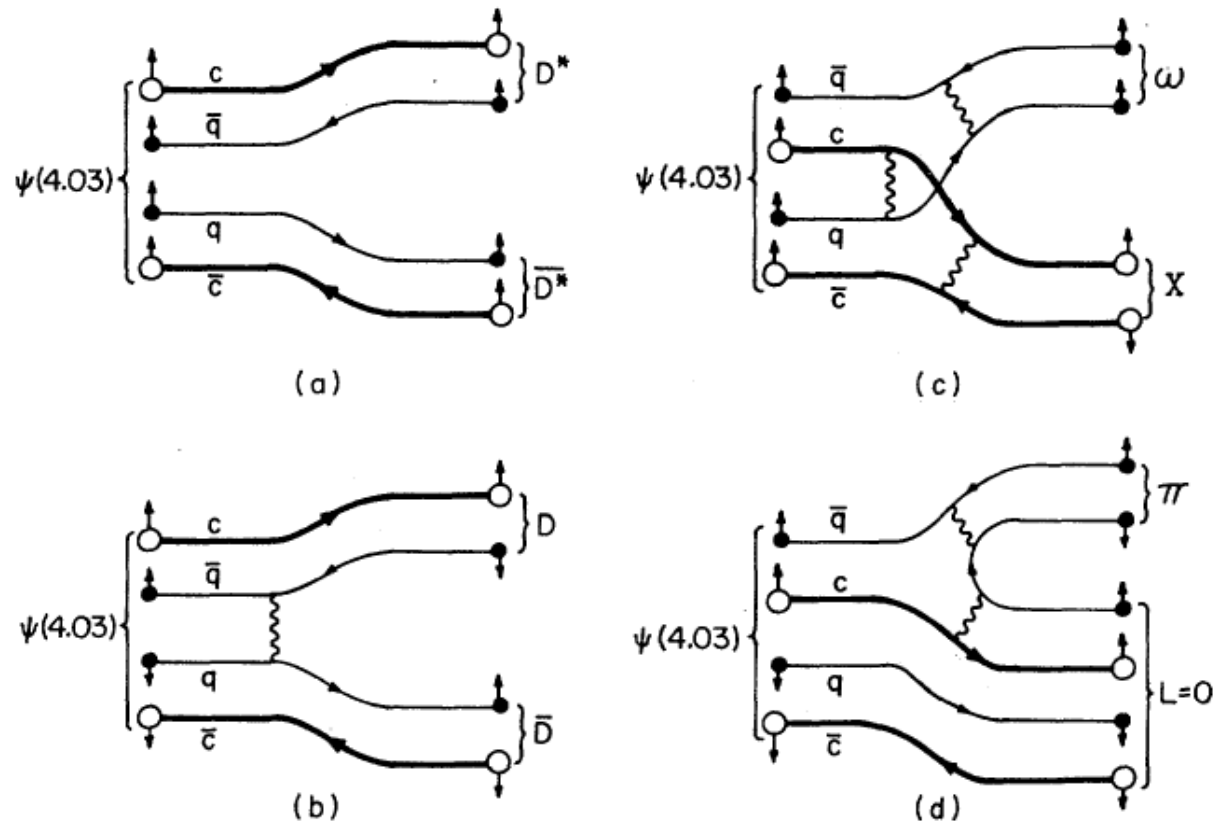 ψ(4.03)
c
q̄
q
c̄
D*
D̄*
(a)
ψ(4.03)
q̄
c
q
c̄
ω
X
(c)
ψ(4.03)
c
q̄
q
c̄
D
D̄
(b)
ψ(4.03)
q̄
c
q
c̄
π
L=0
(d)